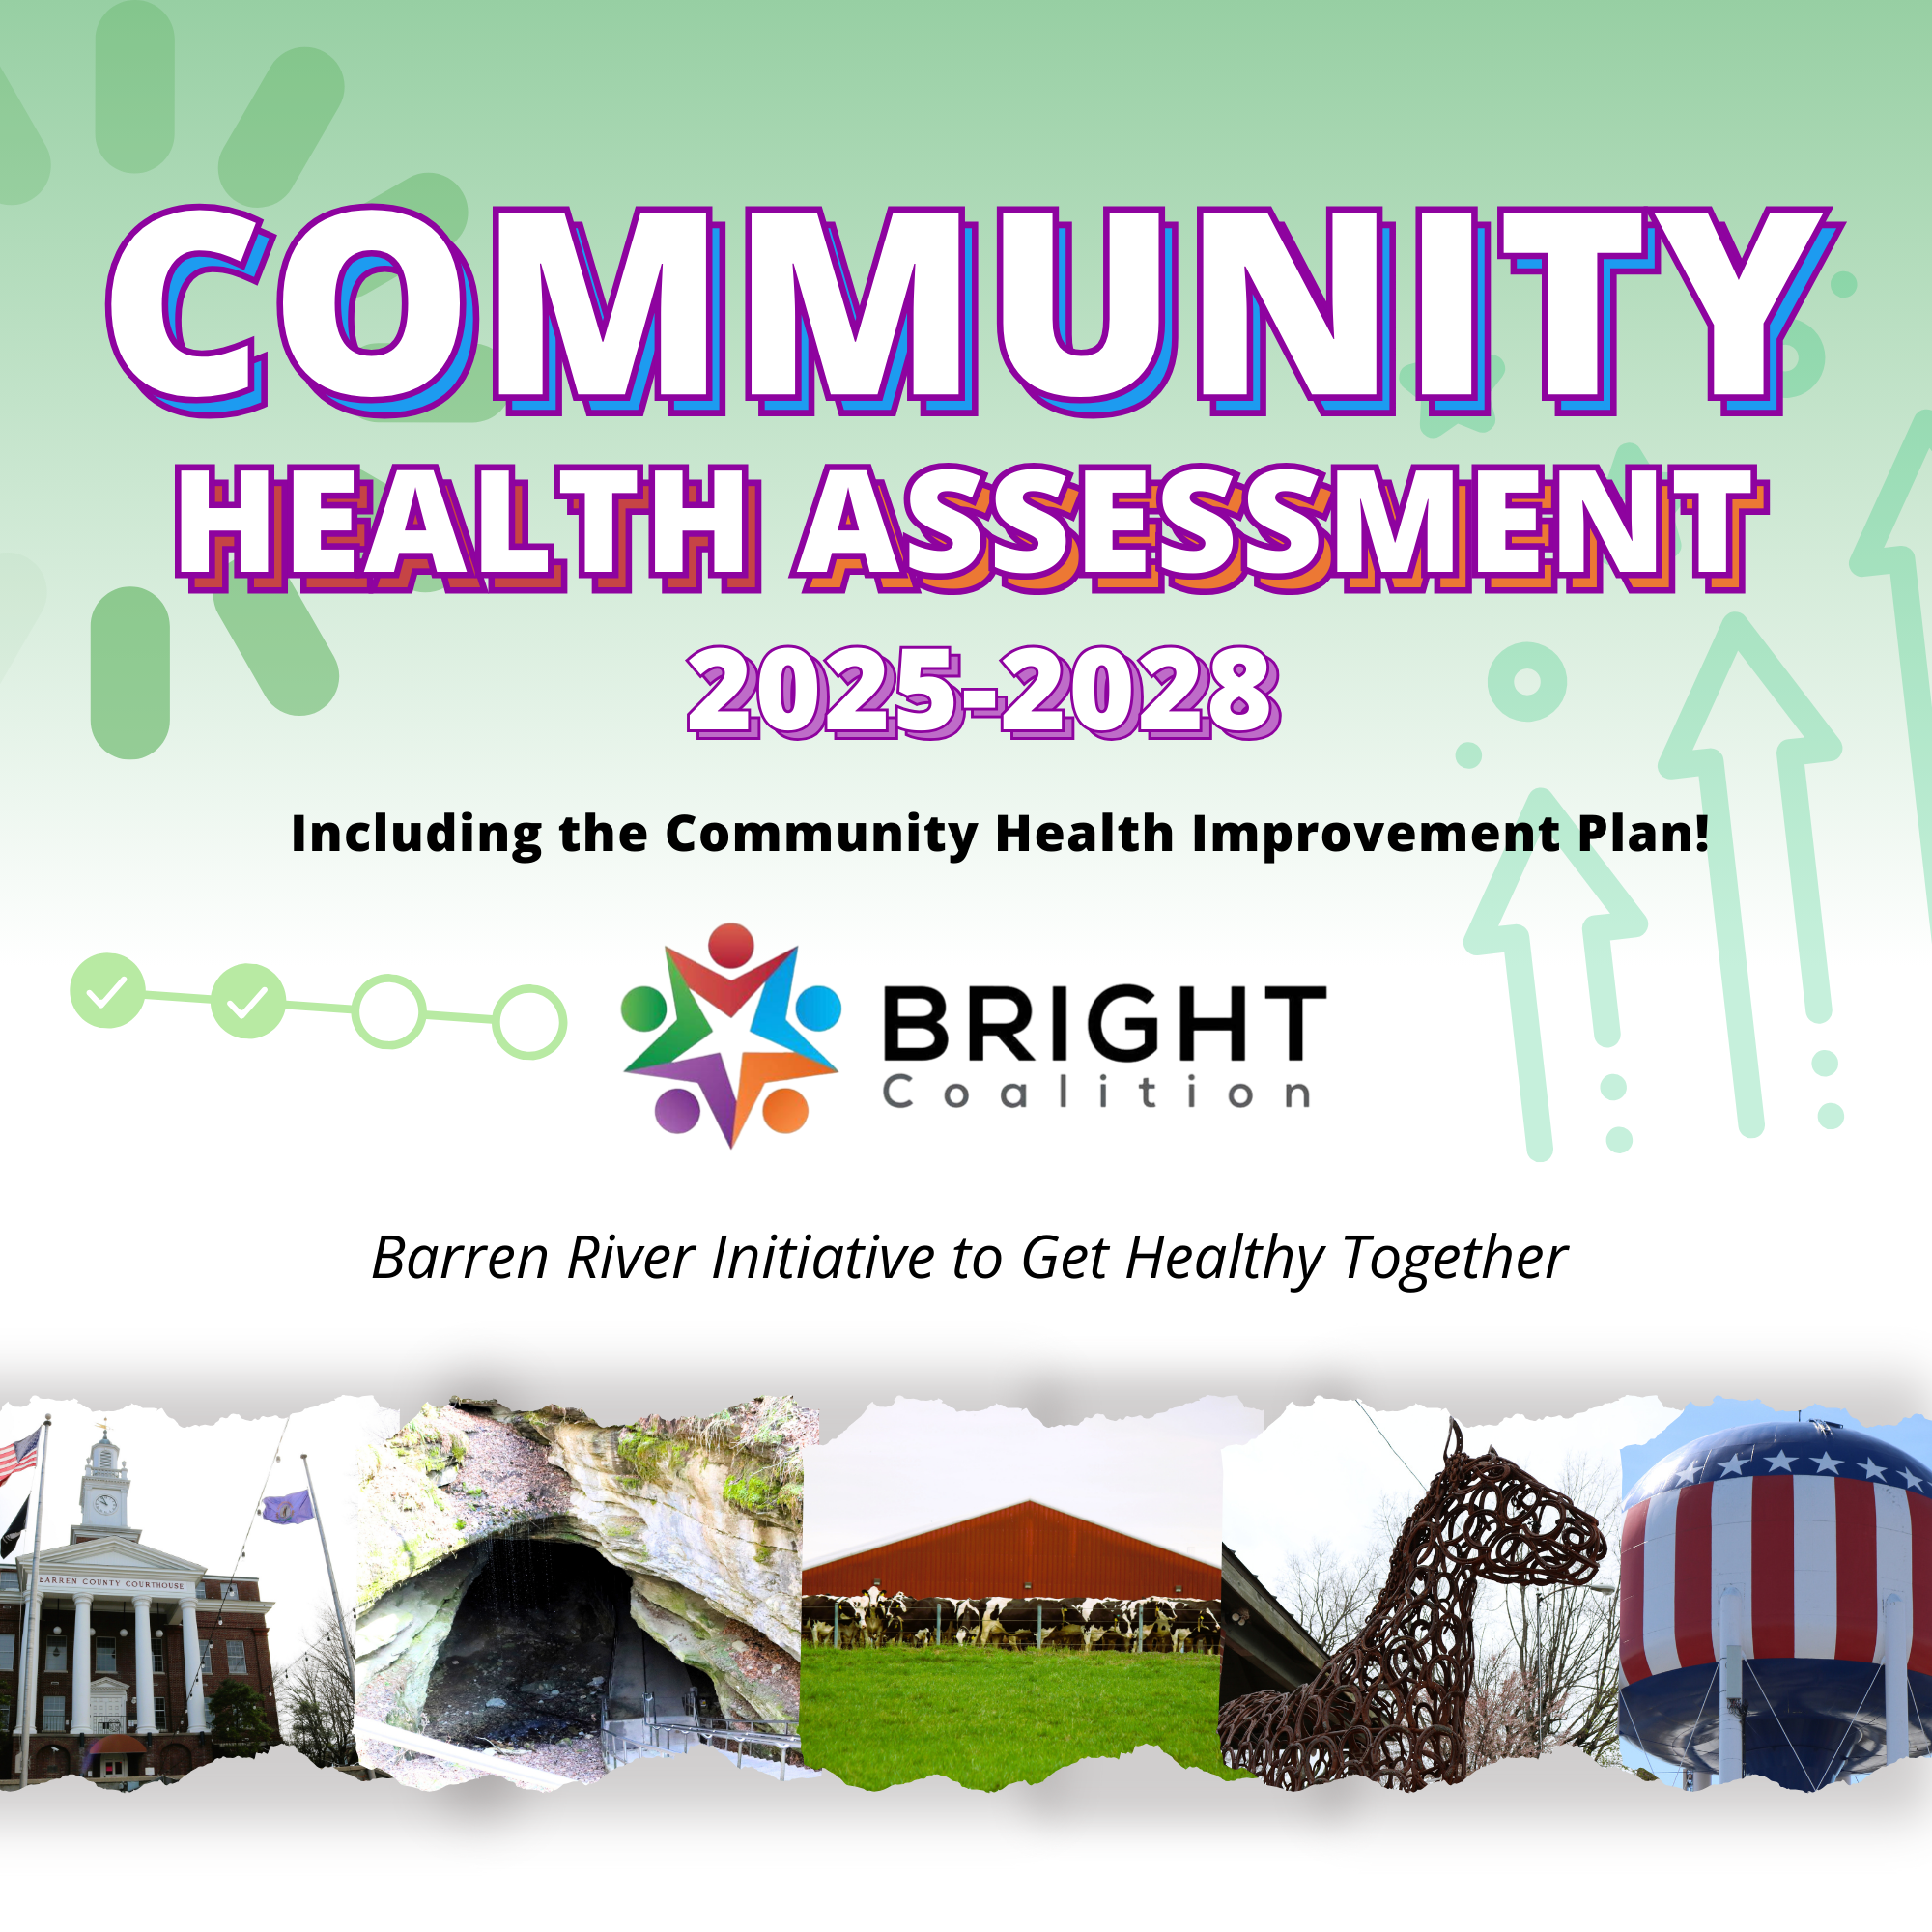 COMMUNITY
HEALTH ASSESSMENT
2025-2028
Including the Community Health Improvement Plan!
BRIGHT
Coalition
Barren River Initiative to Get Healthy Together
BARREN COUNTY COURTHOUSE